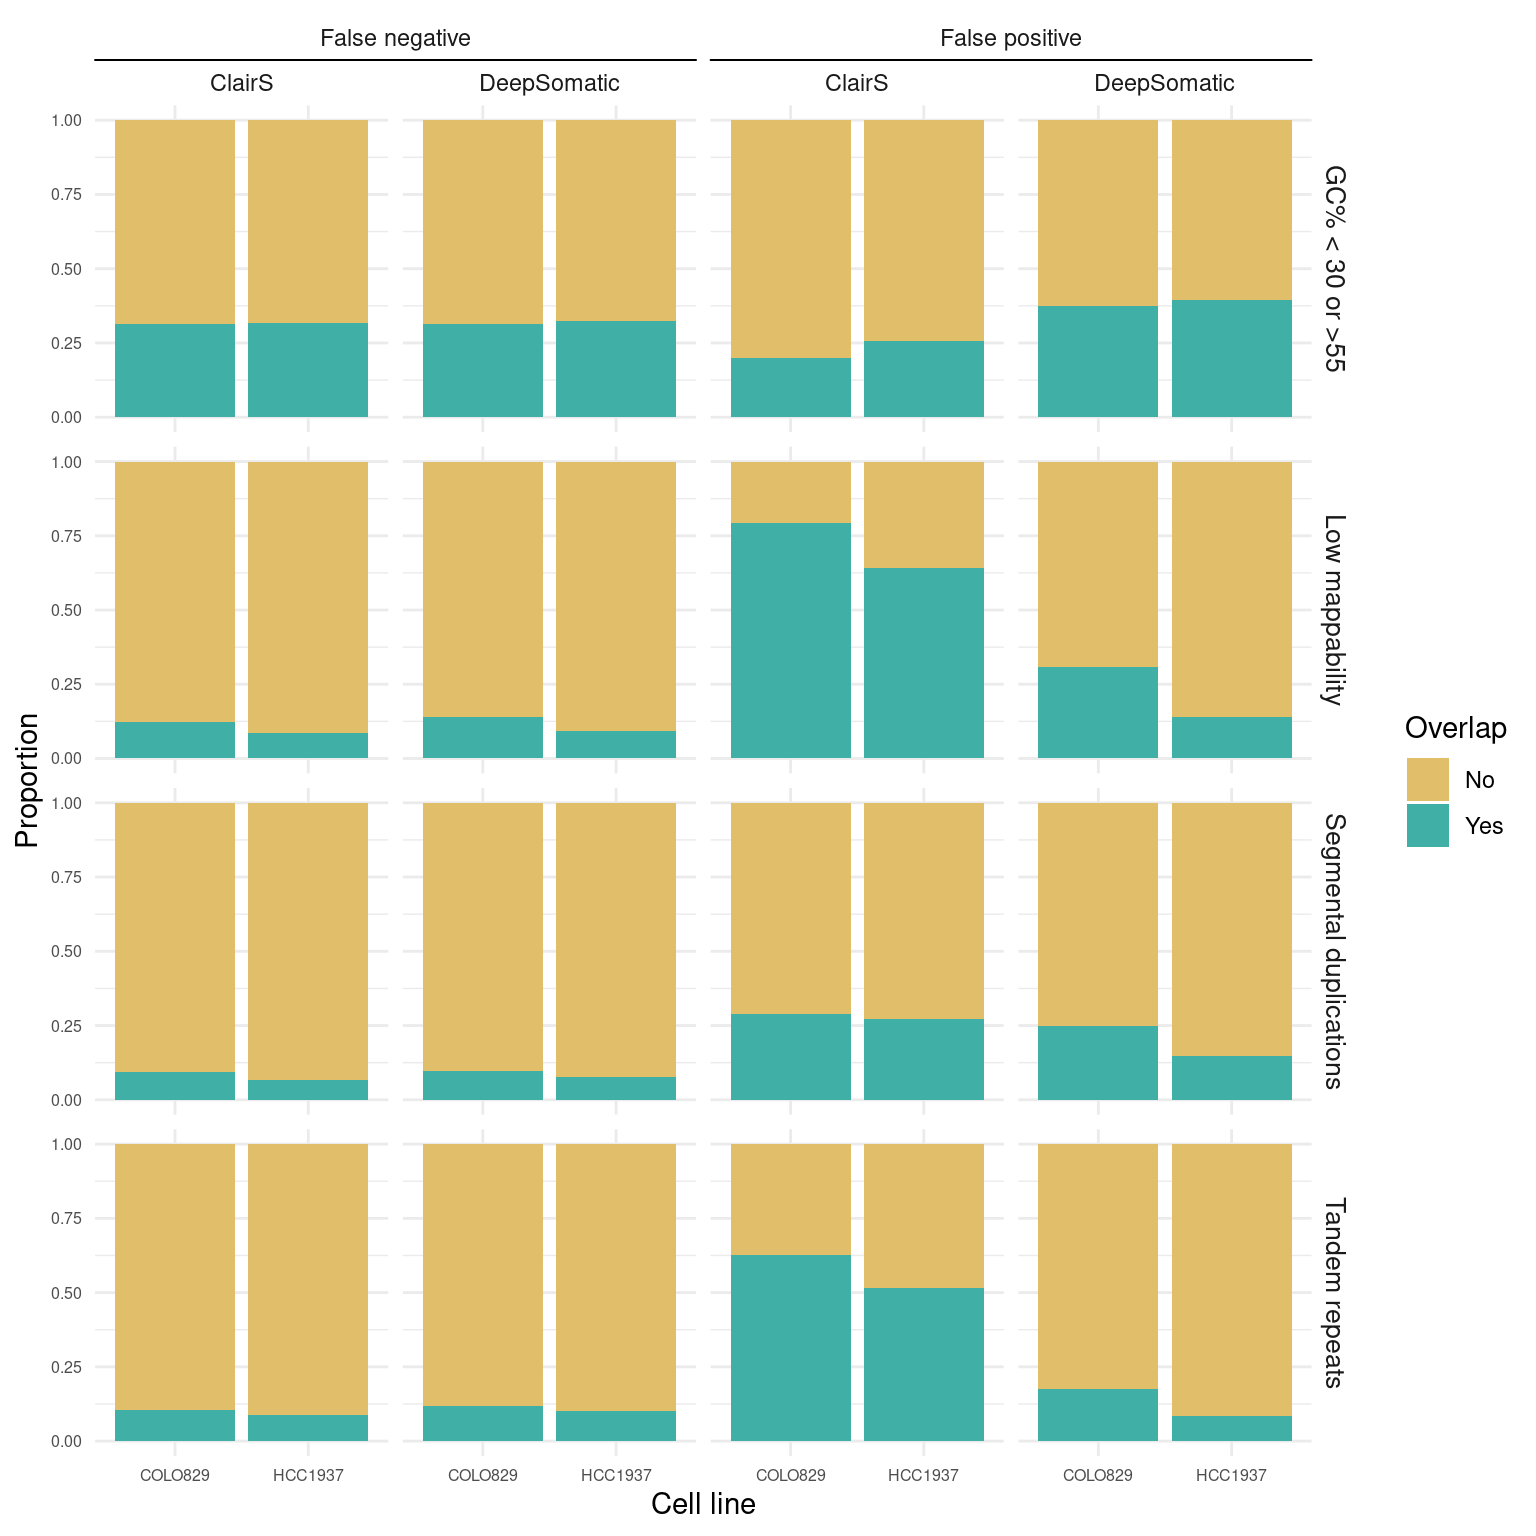 False negative False positive
ClairS DeepSomatic ClairS DeepSomatic
1.00
0.75
0.50
0.25
0.00
GC% < 30 or >55
1.00
0.75
0.50
0.25
0.00
Low mappability
1.00
0.75
0.50
0.25
0.00
Segmental duplications
1.00
0.75
0.50
0.25
0.00
Tandem repeats
Proportion
COLO829 HCC1937 COLO829 HCC1937 COLO829 HCC1937 COLO829 HCC1937
Cell line
Overlap
No
Yes